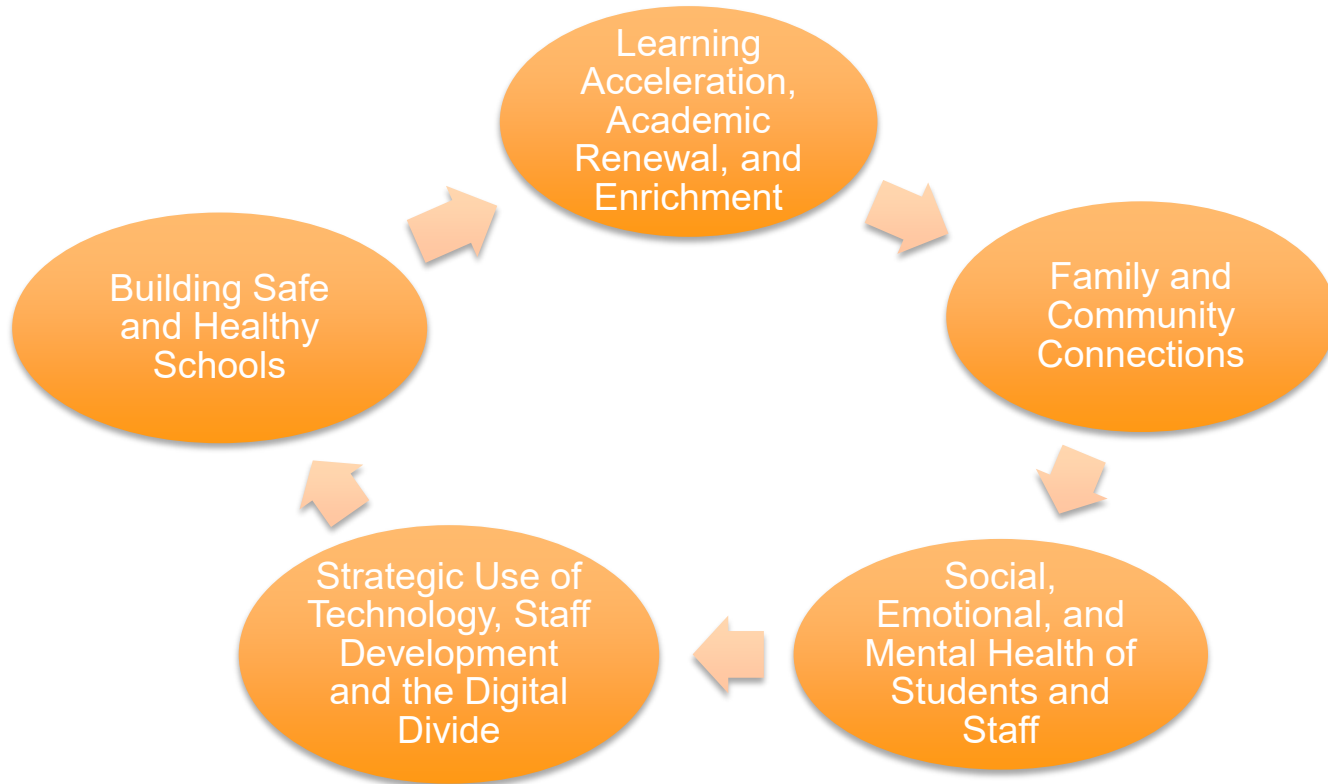 Learning
Acceleration,
Academic
Renewal, and
Enrichment
Family and
Community
Connections
Social,
Emotional, and
Mental Health of
Students and
Staff
Strategic Use of
Technology, Staff
Development
and the Digital
Divide
Building Safe
and Healthy
Schools